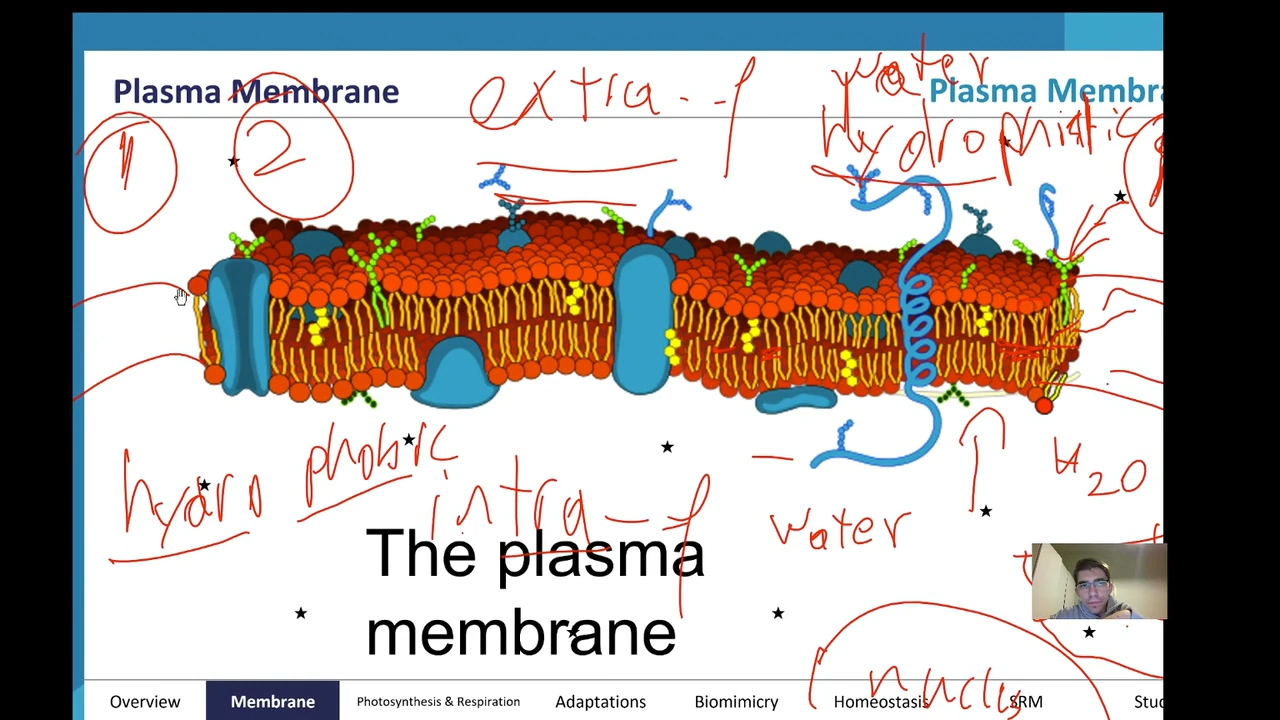 Plasma Membrane
extra - f
water
Plasma Membra
1
2
hydrophobic
intra - f
water
H2O
The plasma
membrane
Overview
Membrane
Photosynthesis & Respiration
Adaptations
Biomimicry
Homeostasis
SRM
Stu